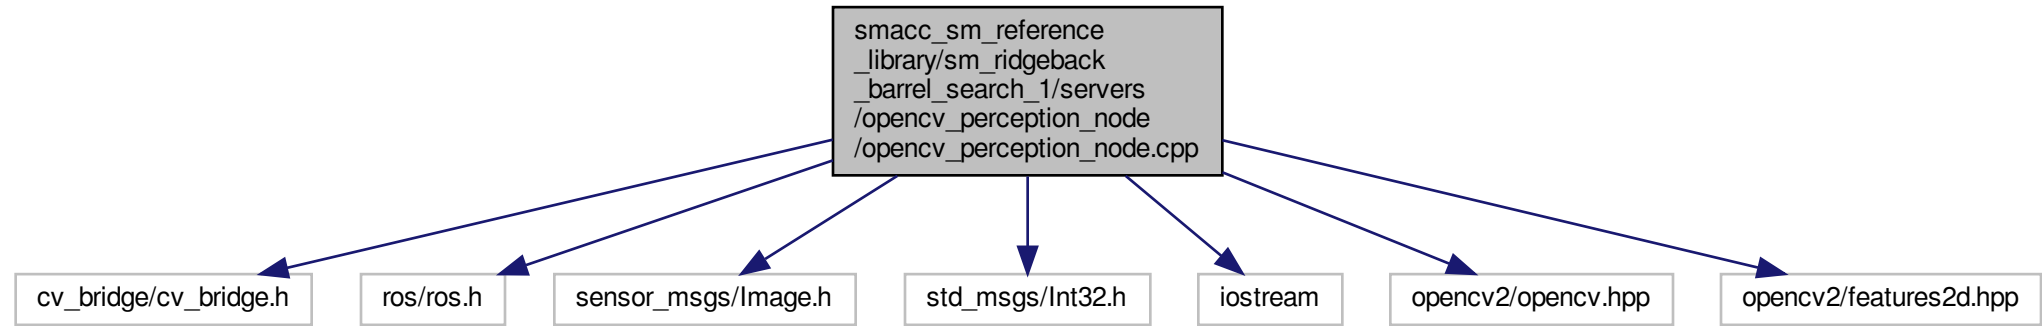 smacc_sm_reference
_library/sm_ridgeback
_barrel_search_1/servers
/opencv_perception_node
/opencv_perception_node.cpp
cv_bridge/cv_bridge.h
ros/ros.h
sensor_msgs/Image.h
std_msgs/Int32.h
iostream
opencv2/opencv.hpp
opencv2/features2d.hpp